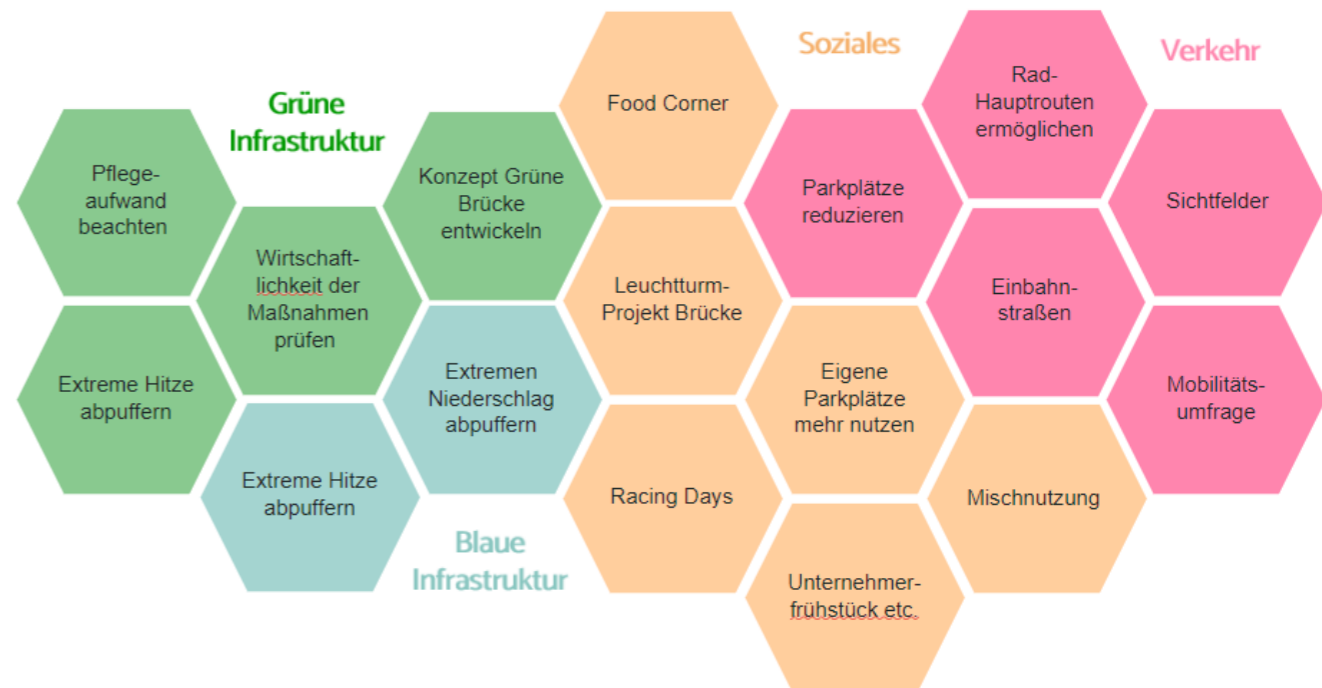 Grüne
Infrastruktur
Pflege-
aufwand
beachten
Wirtschaft-
lichkeit der
Maßnahmen
prüfen
Konzept Grüne
Brücke
entwickeln
Extreme Hitze
abpuffern
Extreme Hitze
abpuffern
Extremen
Niederschlag
abpuffern
Blaue
Infrastruktur
Soziales
Food Corner
Leuchtturm-
Projekt Brücke
Racing Days
Eigene
Parkplätze
mehr nutzen
Unternehmer-
frühstück etc.
Mischnutzung
Verkehr
Rad-
Hauptrouten
ermöglichen
Parkplätze
reduzieren
Sichtfelder
Einbahn-
straßen
Mobilitäts-
umfrage